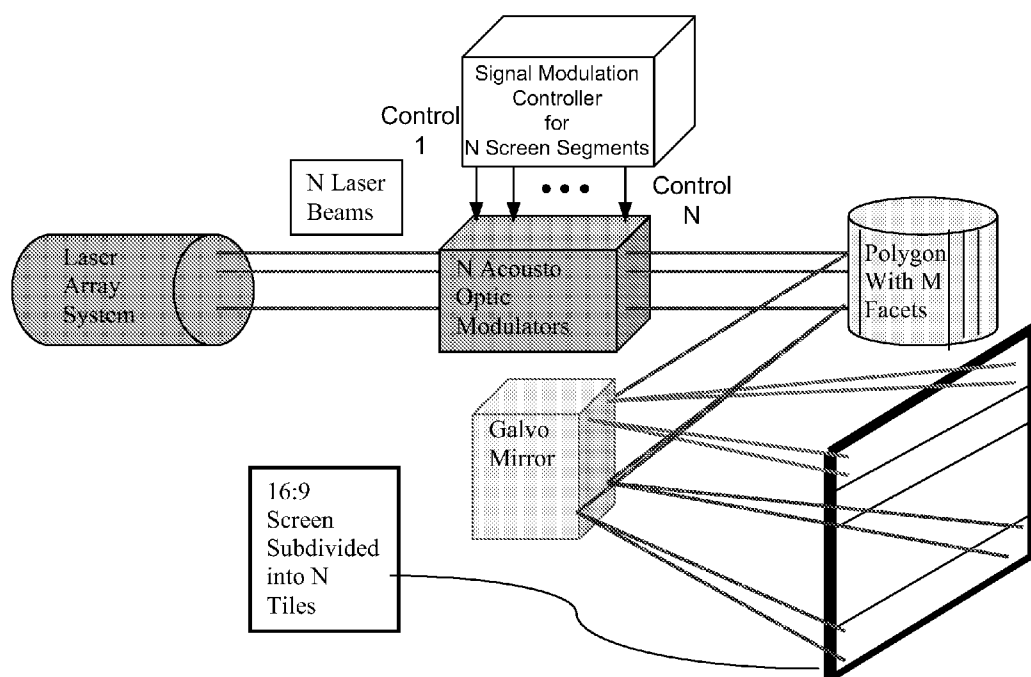 Signal Modulation
Controller
for
N Screen Segments
Control
1
N Laser
Beams
• • •
Control
N
Laser
Array
System
N Acousto
Optic
Modulators
Polygon
With M
Facets
Galvo
Mirror
16:9
Screen
Subdivided
into N
Tiles